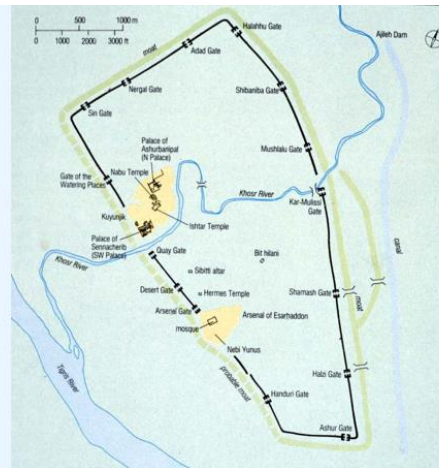 0 500 1000 m
0 1000 2000 3000 ft
moat
Halahhu Gate
Adad Gate
Ajileh Dam
Nergal Gate
Shibaniba Gate
Sin Gate
Mushlalu Gate
Palace of
Ashurbanipal
(N Palace)
Nabu Temple
Gate of the
Watering Places
Khosr River
Kar-Mulissi
Gate
Kuyunjik
Ishtar Temple
Palace of
Sennacherib
(SW Palace)
Quay Gate
Bit hilani
canal
Khosr River
Sibitti altar
Desert Gate
Hermes Temple
Shamash Gate
moat
Arsenal Gate
Arsenal of Esarhaddon
mosque
Nebi Yunus
Tigris River
probable moat
Halzi Gate
Handuri Gate
Ashur Gate